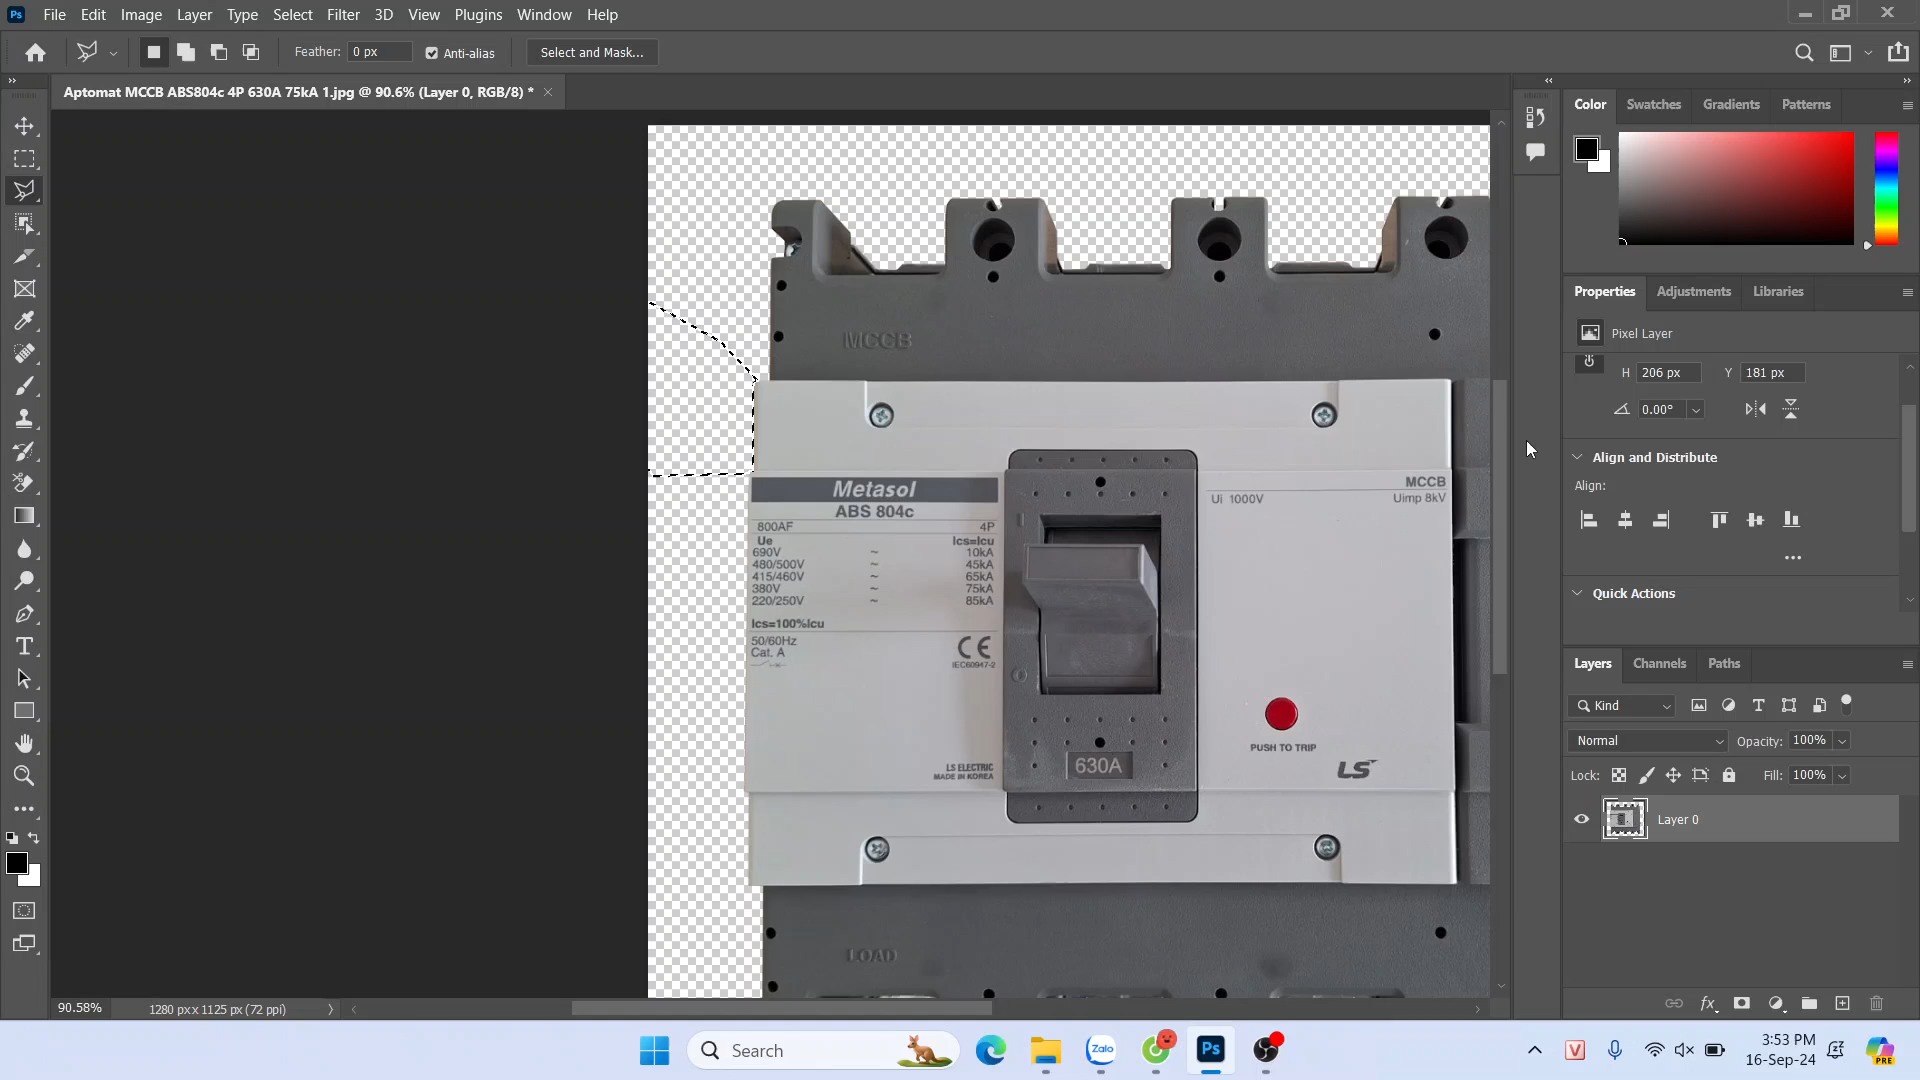 File Edit Image Layer Type Select Filter 3D View Plugins Window Help
Feather: 0 px Anti-alias Select and Mask...
Aptomat MCCB ABS804c 4P 630A 75kA 1.jpg @ 90.6% (Layer 0, RGB/8) *
MCCB
Metasol
ABS 804c
800AF 4P
Ue Ics=Icu
690V ~ 10kA
480/500V ~ 45kA
415/460V ~ 65kA
380V ~ 75kA
220/250V ~ 85kA
Ics=100%Icu
50/60Hz
Cat. A
CE
IEC60947-2
LS ELECTRIC
MADE IN KOREA
630A
MCCB
Ui 1000V Uimp 8kV
PUSH TO TRIP
LS
LOAD
Color Swatches Gradients Patterns
Properties Adjustments Libraries
Pixel Layer
H 206 px Y 181 px
0.00°
Align and Distribute
Align:
Quick Actions
Layers Channels Paths
Kind
Normal Opacity: 100%
Lock: Fill: 100%
Layer 0
90.58% 1280 px x 1125 px (72 ppi)
Search
Zalo
Ps
V
PRE
3:53 PM
16-Sep-24